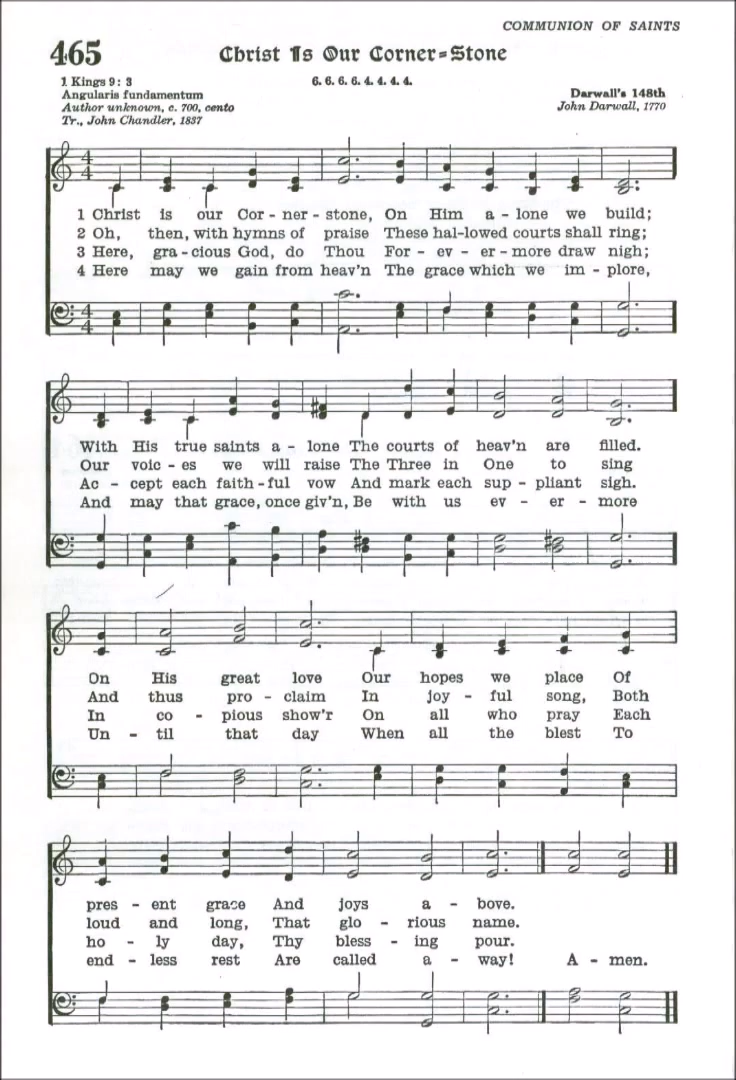 COMMUNION OF SAINTS
465 Christ Is Our Corner=Stone
1 Kings 9: 3
6. 6. 6. 6. 4. 4. 4. 4.
Angularis fundamentum
Darwall's 148th
Author unknown, c. 700, cento
John Darwall, 1770
Tr., John Chandler, 1837
1 Christ is our Cor - ner - stone, On Him a - lone we build;
2 Oh, then, with hymns of praise These hal-lowed courts shall ring;
3 Here, gra - cious God, do Thou For - ev - er - more draw nigh;
4 Here may we gain from heav'n The grace which we im - plore,
With His true saints a - lone The courts of heav'n are filled.
Our voic - es we will raise The Three in One to sing
Ac - cept each faith - ful vow And mark each sup - pliant sigh.
And may that grace, once giv'n, Be with us ev - er - more
On His great love Our hopes we place Of
And thus pro - claim In joy - ful song, Both
In co - pious show'r On all who pray Each
Un - til that day When all the blest To
pres - ent grace And joys a - bove.
loud and long, That glo - rious name.
ho - ly day, Thy bless - ing pour.
end - less rest Are called a - way! A - men.